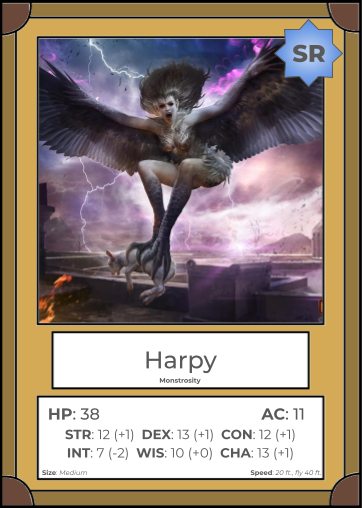 SR
Harpy
Monstrosity
HP: 38 AC: 11
STR: 12 (+1) DEX: 13 (+1) CON: 12 (+1)
INT: 7 (-2) WIS: 10 (+0) CHA: 13 (+1)
Size: Medium Speed: 20 ft., fly 40 ft.